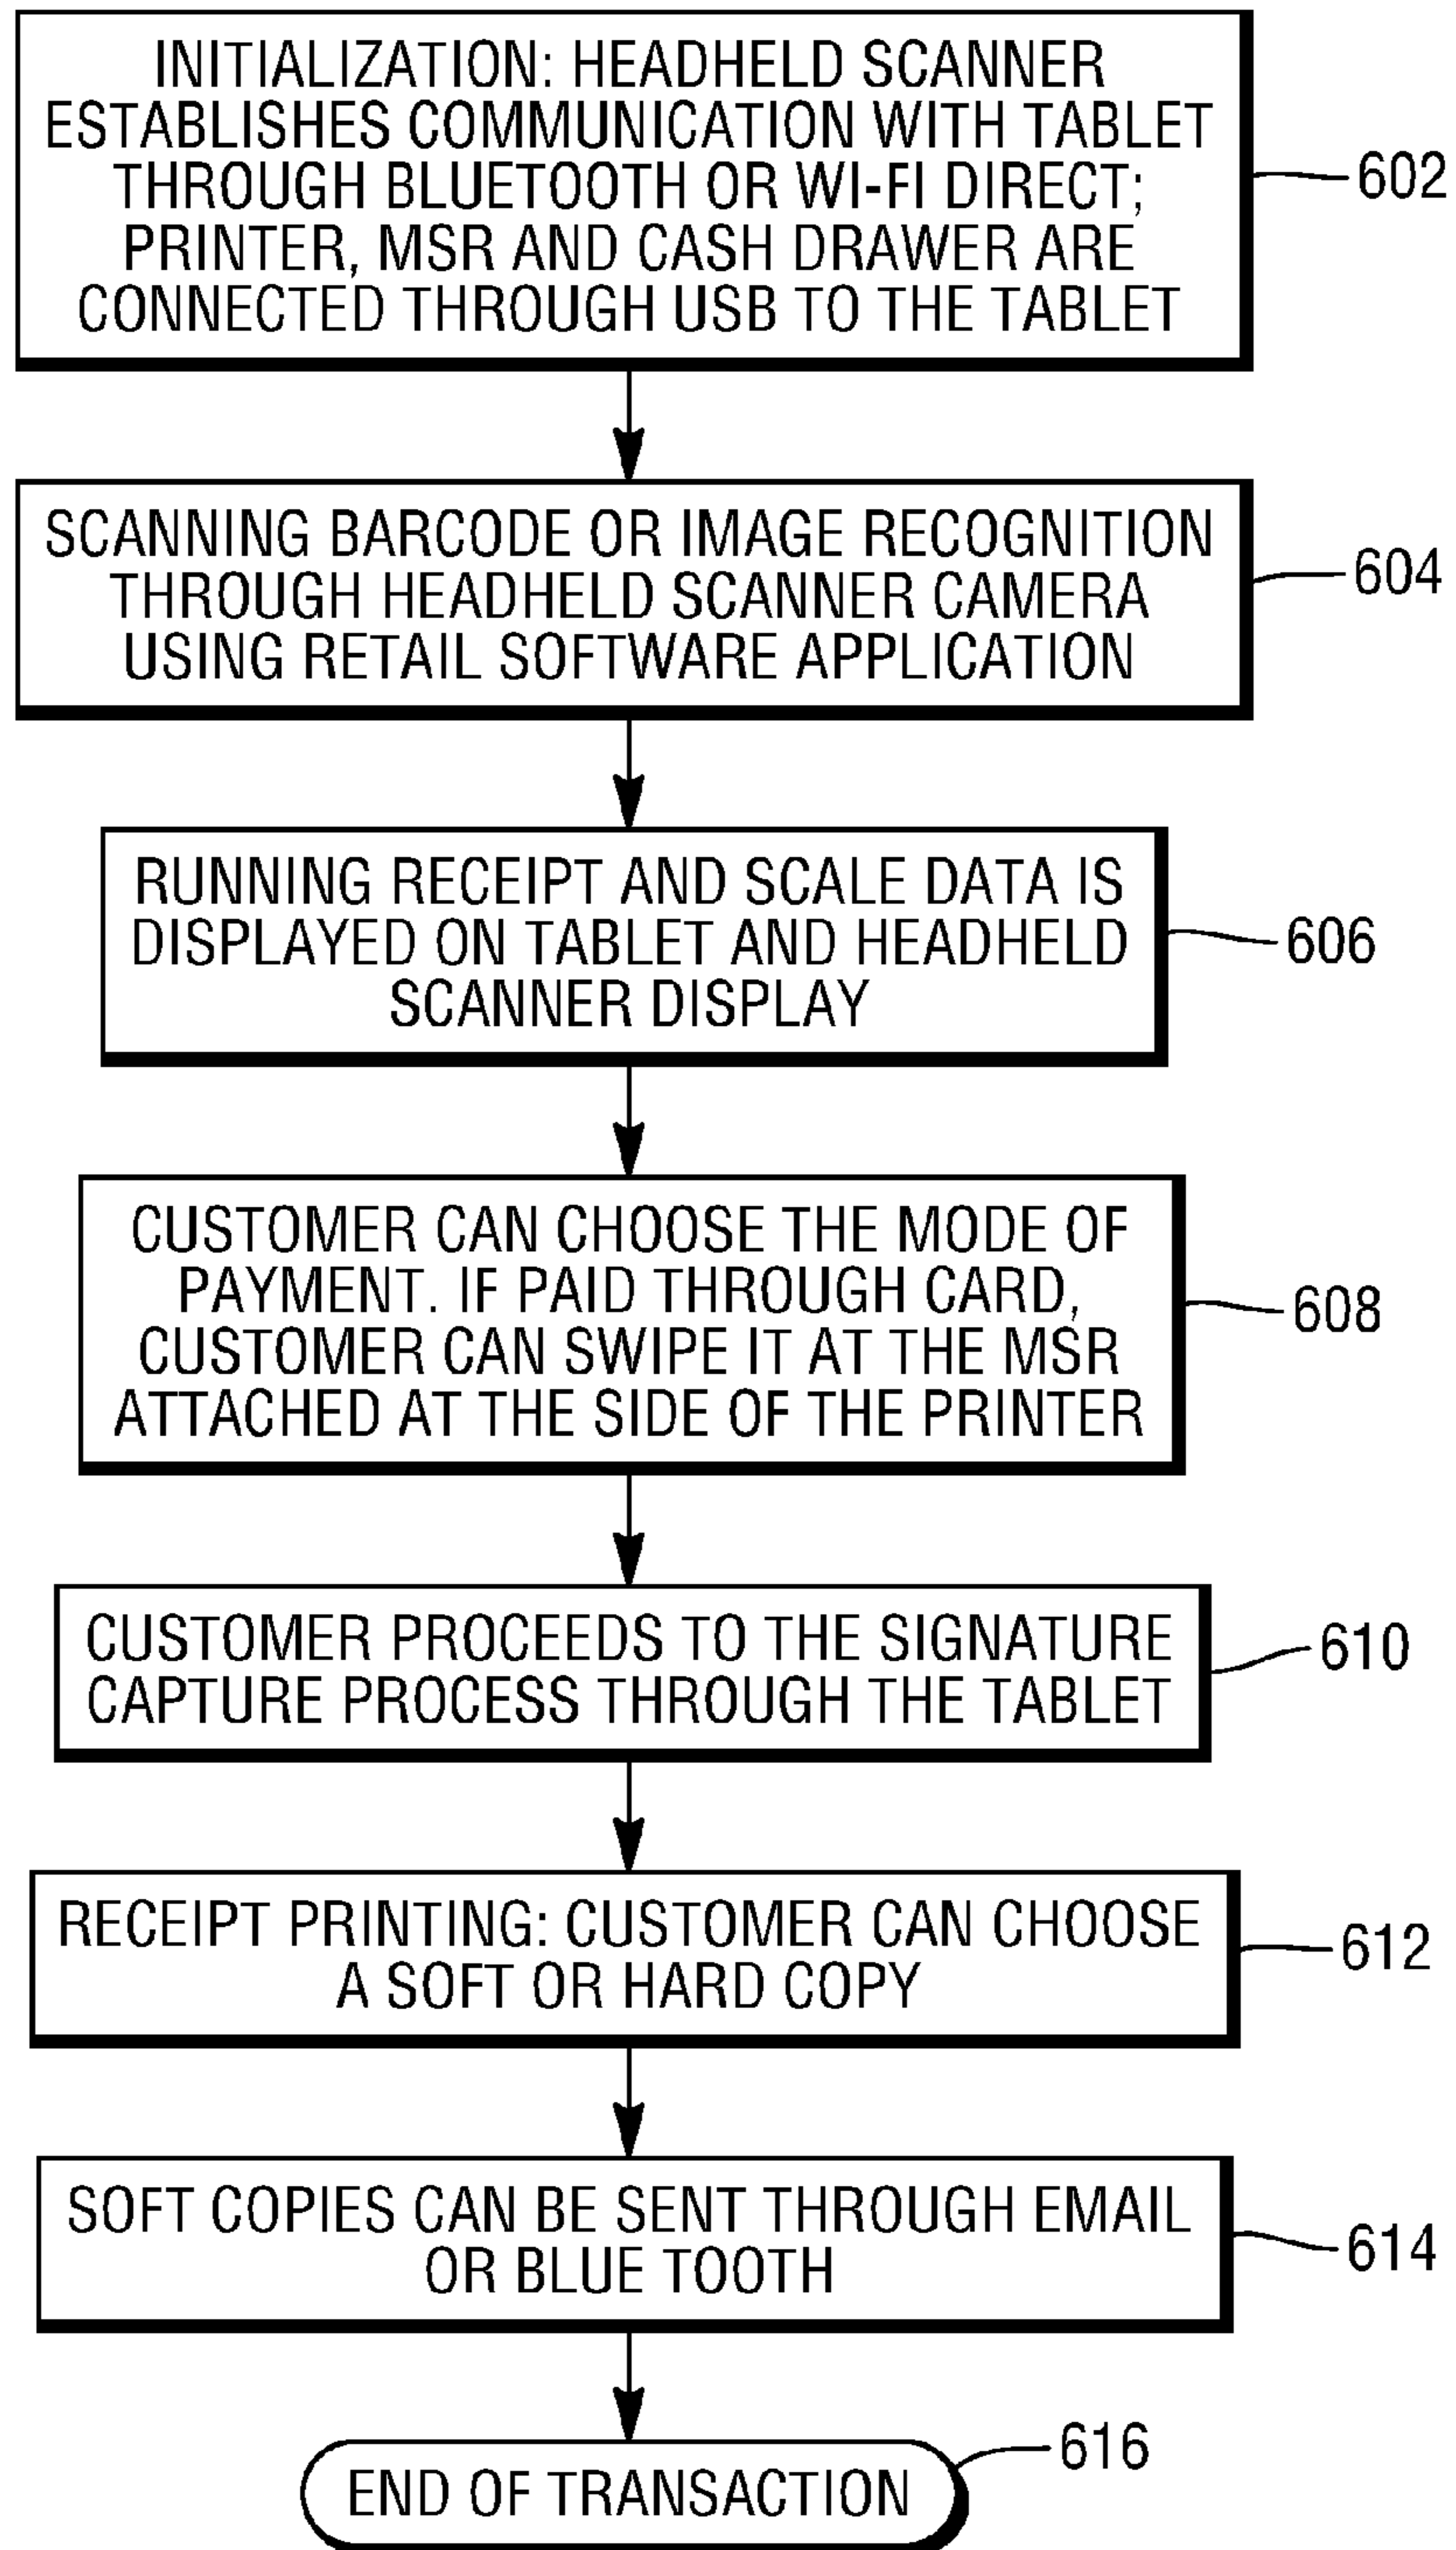 INITIALIZATION: HEADHELD SCANNER
ESTABLISHES COMMUNICATION WITH TABLET
THROUGH BLUETOOTH OR WI-FI DIRECT;
PRINTER, MSR AND CASH DRAWER ARE
CONNECTED THROUGH USB TO THE TABLET
602
SCANNING BARCODE OR IMAGE RECOGNITION
THROUGH HEADHELD SCANNER CAMERA
USING RETAIL SOFTWARE APPLICATION
604
RUNNING RECEIPT AND SCALE DATA IS
DISPLAYED ON TABLET AND HEADHELD
SCANNER DISPLAY
606
CUSTOMER CAN CHOOSE THE MODE OF
PAYMENT. IF PAID THROUGH CARD,
CUSTOMER CAN SWIPE IT AT THE MSR
ATTACHED AT THE SIDE OF THE PRINTER
608
CUSTOMER PROCEEDS TO THE SIGNATURE
CAPTURE PROCESS THROUGH THE TABLET
610
RECEIPT PRINTING: CUSTOMER CAN CHOOSE
A SOFT OR HARD COPY
612
SOFT COPIES CAN BE SENT THROUGH EMAIL
OR BLUE TOOTH
614
END OF TRANSACTION
616